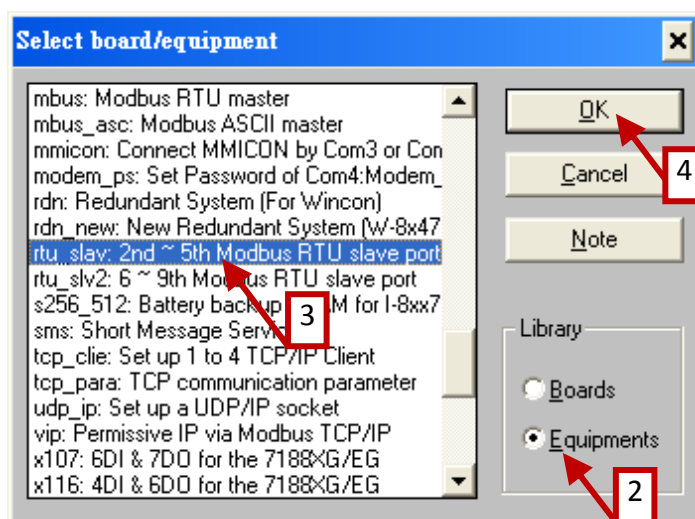 Select board/equipment
mbus: Modbus RTU master
mbus_asc: Modbus ASCII master
mmicon: Connect MMICON by Com3 or Con
modem_ps: Set Password of Com4:Modem_
rdn: Redundant System (For Wincon)
rdn_new: New Redundant System (W-8x47
rtu_slav: 2nd ~ 5th Modbus RTU slave port
rtu_slv2: 6 ~ 9th Modbus RTU slave port
s256_512: Battery backup M for I-8xx7
sms: Short Message
tcp_clie: Set up 1 to 4 TCP/IP Client
tcp_para: TCP communication parameter
udp_ip: Set up a UDP/IP socket
vip: Permissive IP via Modbus TCP/IP
x107: 6DI & 7DO for the 7188XG/EG
x116: 4DI & 6DO for the 7188XG/EG
3
OK
4
Cancel
Note
Library
Boards
Equipments
2